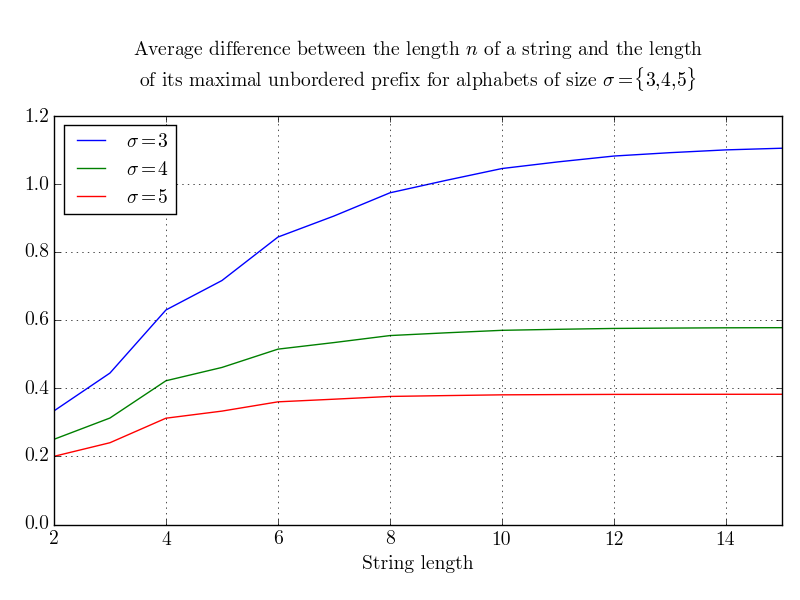 Average difference between the length n of a string and the length
of its maximal unbordered prefix for alphabets of size σ={3,4,5}
1.2
1.0
0.8
0.6
0.4
0.2
0.0
σ=3
σ=4
σ=5
2 4 6 8 10 12 14
String length